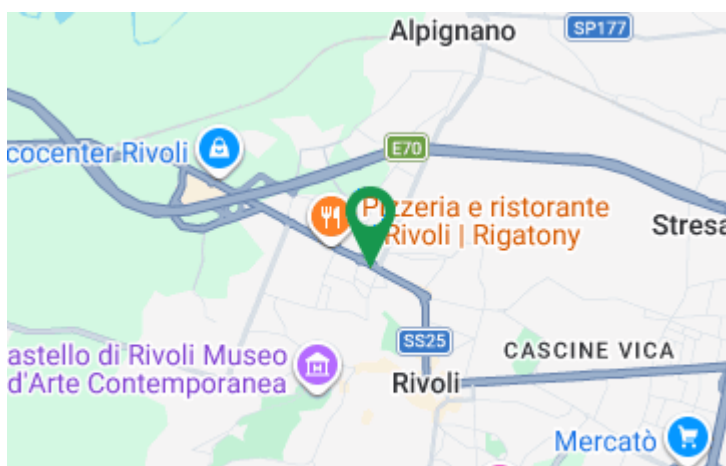 Alpignano
SP177
cocenter Rivoli
E70
Pizzeria e ristorante
Rivoli | Rigatony
Stresa
SS25
CASCINE VICA
astello di Rivoli Museo
d'Arte Contemporanea
Rivoli
Mercatò